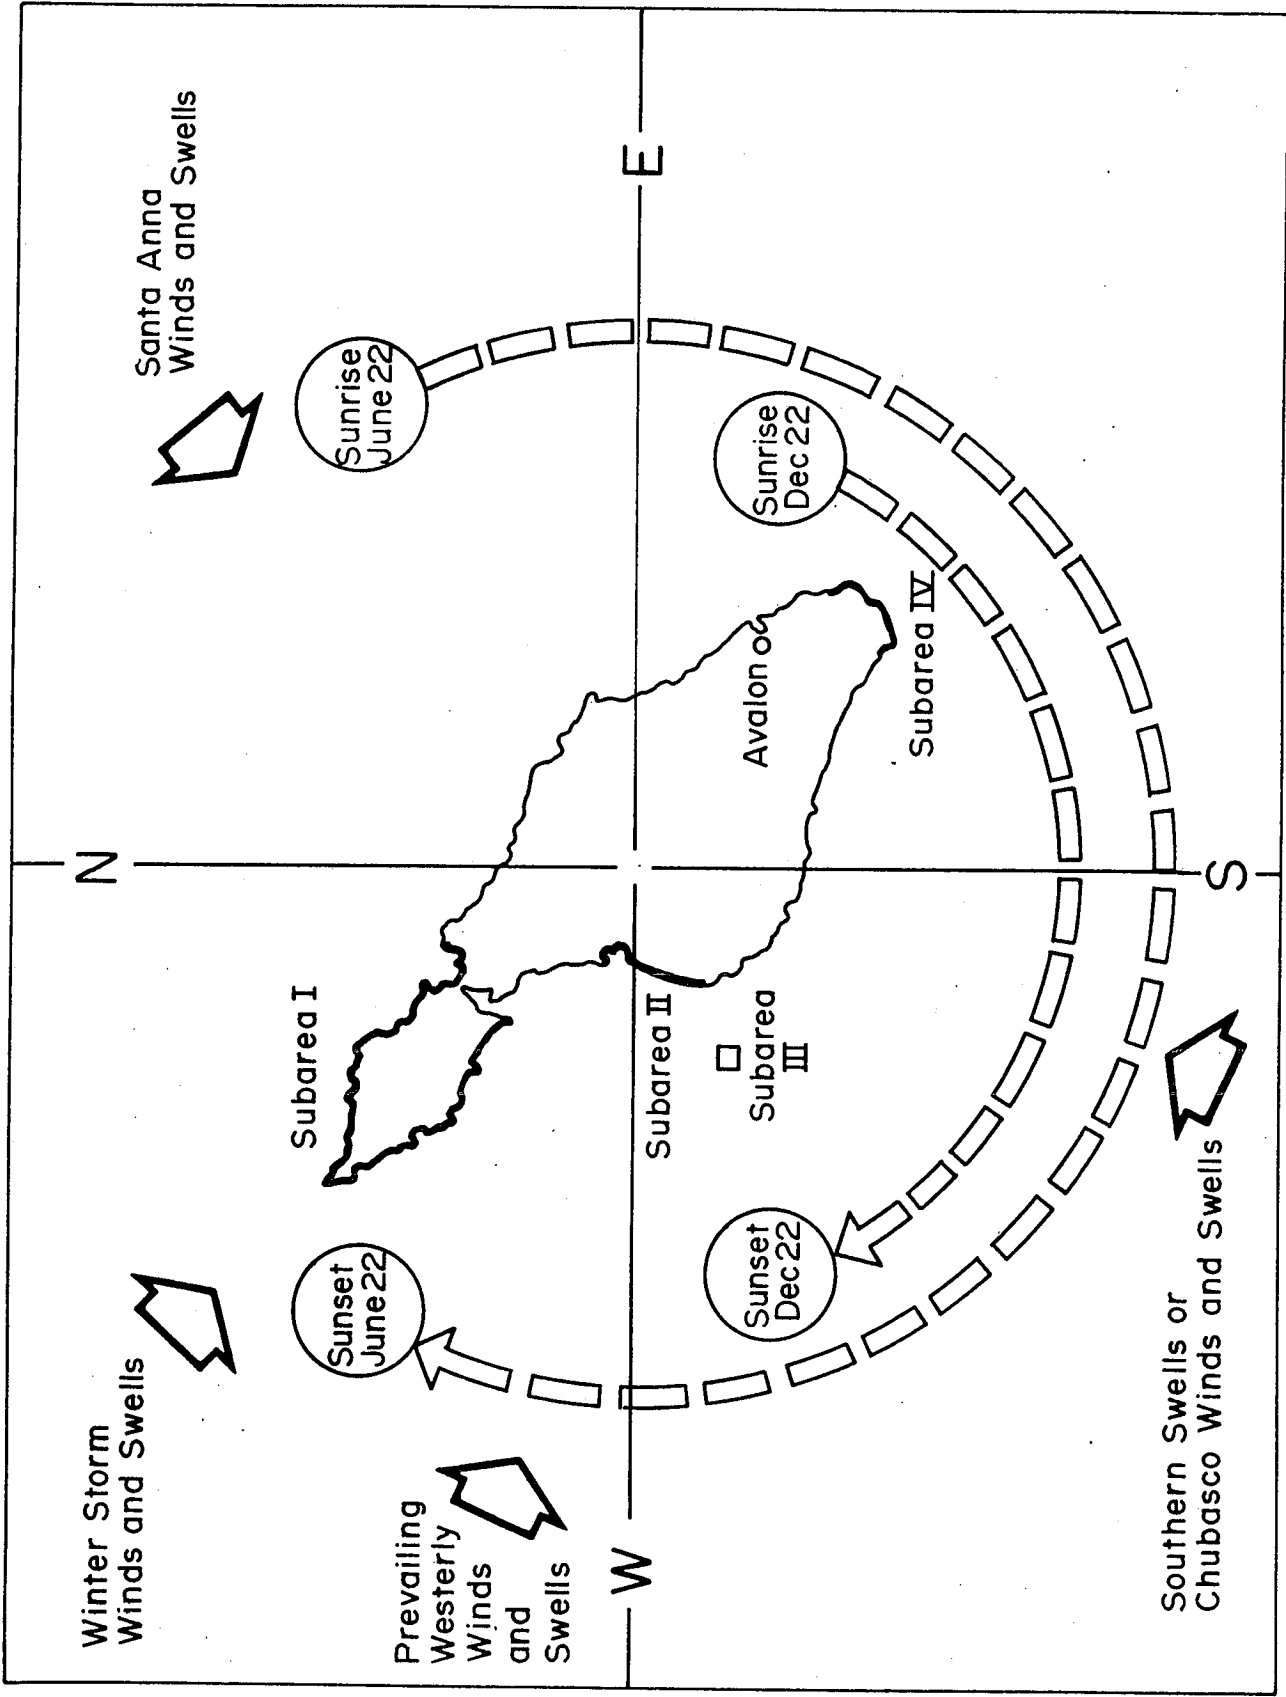 N
Santa Anna
Winds and Swells
Winter Storm
Winds and Swells
Sunrise
June 22
Sunset
June 22
Subarea I
Prevailing
Westerly
Winds
and
Swells
W
E
Subarea II
Subarea
III
Avalon
Sunrise
Dec 22
Sunset
Dec 22
Subarea IV
Southern Swells or
Chubasco Winds and Swells
S